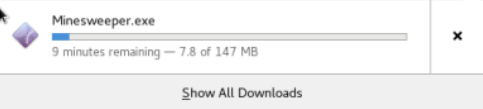 Minesweeper.exe
9 minutes remaining — 7.8 of 147 MB
Show All Downloads